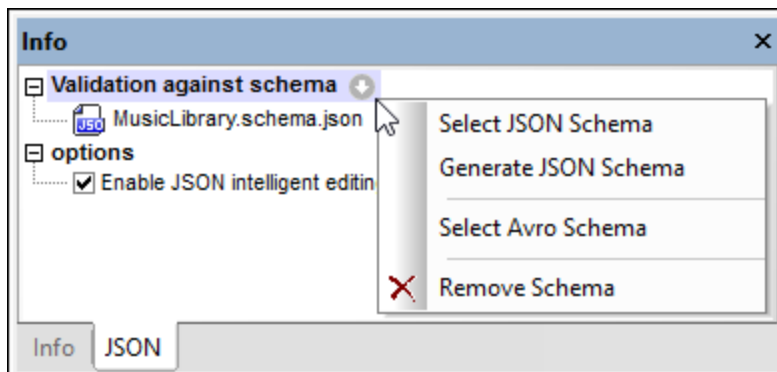 Info
Validation against schema
JSO MusicLibrary.schema.json
options
Enable JSON intelligent editin
Select JSON Schema
Generate JSON Schema
Select Avro Schema
Remove Schema
Info JSON